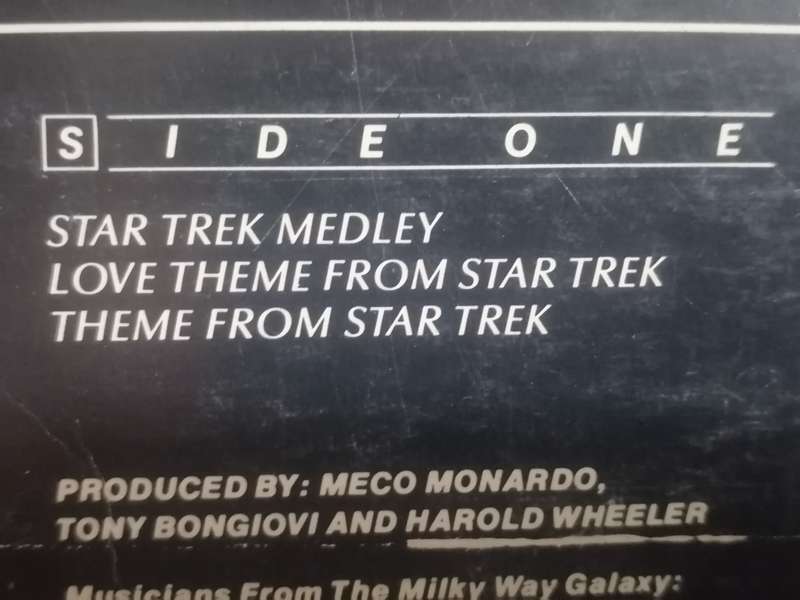 SIDE ONE
STAR TREK MEDLEY
LOVE THEME FROM STAR TREK
THEME FROM STAR TREK
PRODUCED BY: MECO MONARDO,
TONY BONGIOVI AND HAROLD WHEELER
Musicians From The Milky Way Galaxy: